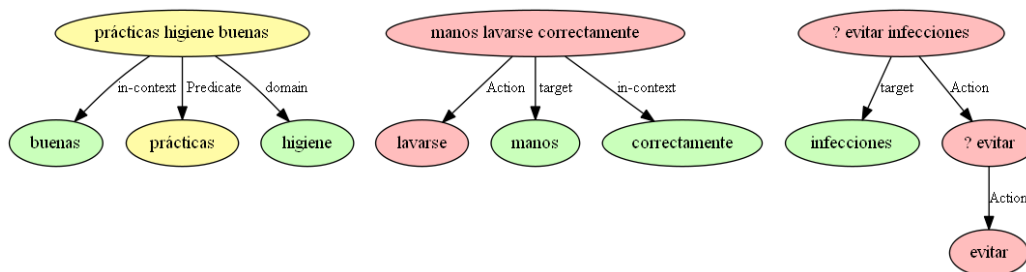 prácticas higiene buenas
manos lavarse correctamente
? evitar infecciones
in-context
Predicate
domain
Action
target
in-context
target
Action
buenas
prácticas
higiene
lavarse
manos
correctamente
infecciones
? evitar
Action
evitar